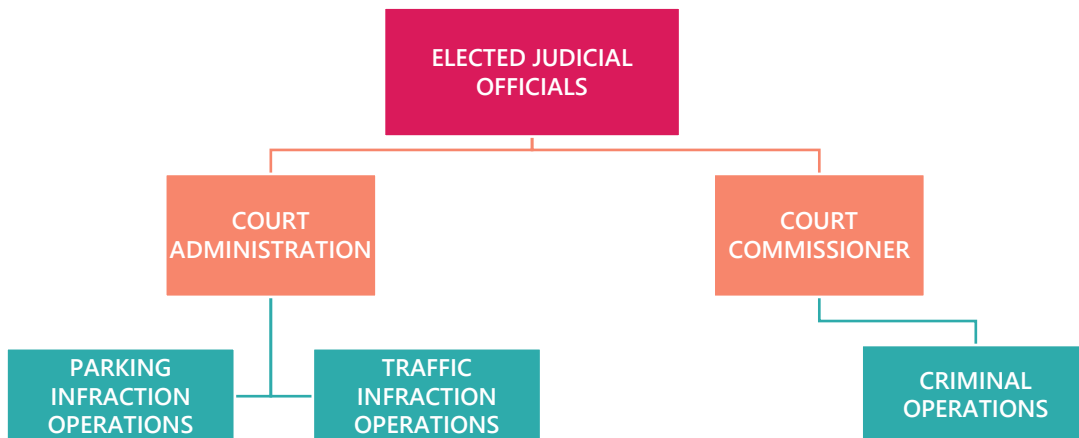 ELECTED JUDICIAL
OFFICIALS
COURT
ADMINISTRATION
COURT
COMMISSIONER
PARKING
INFRACTION
OPERATIONS
TRAFFIC
INFRACTION
OPERATIONS
CRIMINAL
OPERATIONS